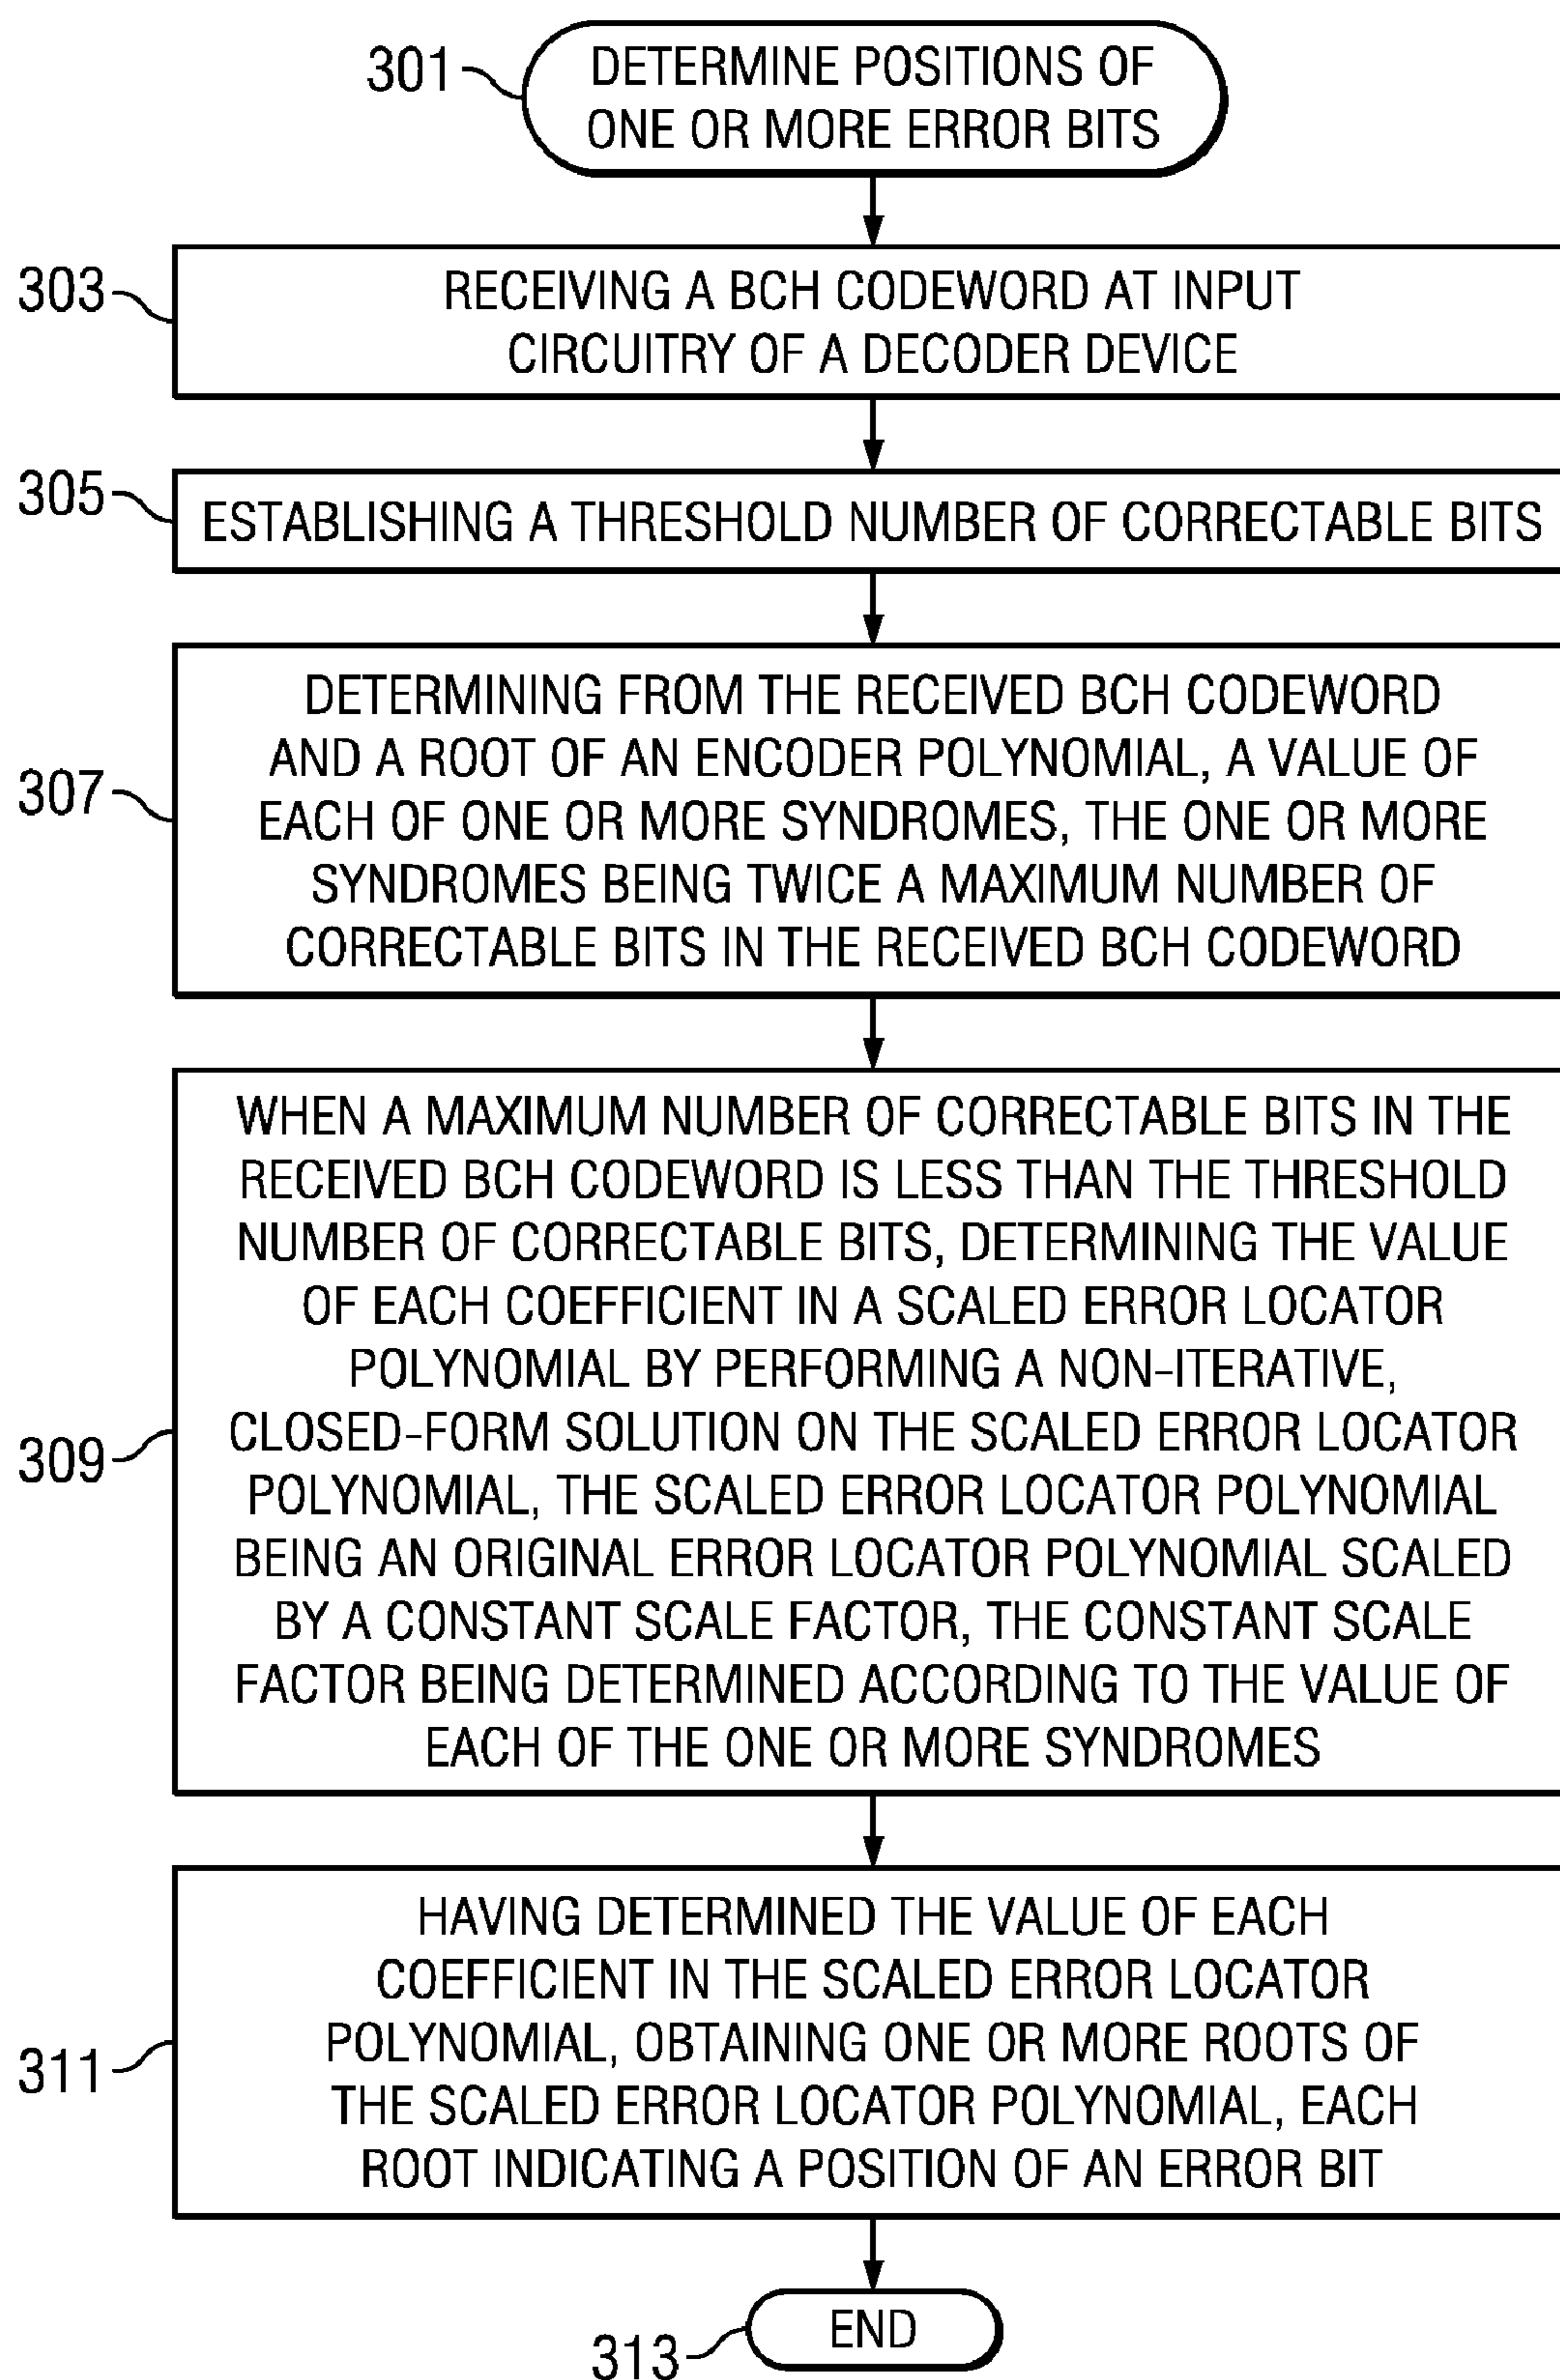 301
DETERMINE POSITIONS OF
ONE OR MORE ERROR BITS
303
RECEIVING A BCH CODEWORD AT INPUT
CIRCUITRY OF A DECODER DEVICE
305
ESTABLISHING A THRESHOLD NUMBER OF CORRECTABLE BITS
307
DETERMINING FROM THE RECEIVED BCH CODEWORD
AND A ROOT OF AN ENCODER POLYNOMIAL, A VALUE OF
EACH OF ONE OR MORE SYNDROMES, THE ONE OR MORE
SYNDROMES BEING TWICE A MAXIMUM NUMBER OF
CORRECTABLE BITS IN THE RECEIVED BCH CODEWORD
309
WHEN A MAXIMUM NUMBER OF CORRECTABLE BITS IN THE
RECEIVED BCH CODEWORD IS LESS THAN THE THRESHOLD
NUMBER OF CORRECTABLE BITS, DETERMINING THE VALUE
OF EACH COEFFICIENT IN A SCALED ERROR LOCATOR
POLYNOMIAL BY PERFORMING A NON-ITERATIVE,
CLOSED-FORM SOLUTION ON THE SCALED ERROR LOCATOR
POLYNOMIAL, THE SCALED ERROR LOCATOR POLYNOMIAL
BEING AN ORIGINAL ERROR LOCATOR POLYNOMIAL SCALED
BY A CONSTANT SCALE FACTOR, THE CONSTANT SCALE
FACTOR BEING DETERMINED ACCORDING TO THE VALUE OF
EACH OF THE ONE OR MORE SYNDROMES
311
HAVING DETERMINED THE VALUE OF EACH
COEFFICIENT IN THE SCALED ERROR LOCATOR
POLYNOMIAL, OBTAINING ONE OR MORE ROOTS OF
THE SCALED ERROR LOCATOR POLYNOMIAL, EACH
ROOT INDICATING A POSITION OF AN ERROR BIT
313
END